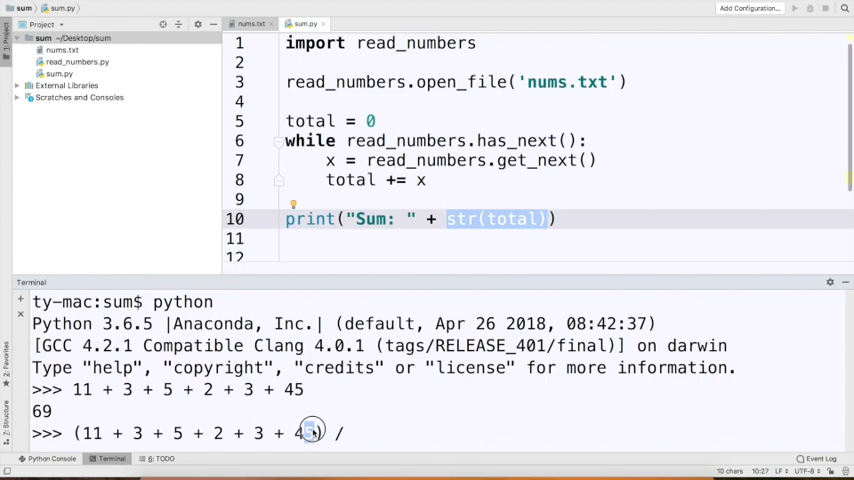 sum
sum.py
Add Configuration...
Project
nums.txt
sum.py
sum ~/Desktop/sum
nums.txt
read_numbers.py
sum.py
External Libraries
Scratches and Consoles
1 import read_numbers
2
3 read_numbers.open_file('nums.txt')
4
5 total = 0
6 while read_numbers.has_next():
7 x = read_numbers.get_next()
8 total += x
9
10 print("Sum: " + str(total))
11
12
1: Project
2: Favorites
7: Structure
Terminal
ty-mac:sum$ python
Python 3.6.5 |Anaconda, Inc.| (default, Apr 26 2018, 08:42:37)
[GCC 4.2.1 Compatible Clang 4.0.1 (tags/RELEASE_401/final)] on darwin
Type "help", "copyright", "credits" or "license" for more information.
>>> 11 + 3 + 5 + 2 + 3 + 45
69
>>> (11 + 3 + 5 + 2 + 3 + 45) /
Python Console
Terminal
6: TODO
Event Log
10 chars
10:27
LF
UTF-8